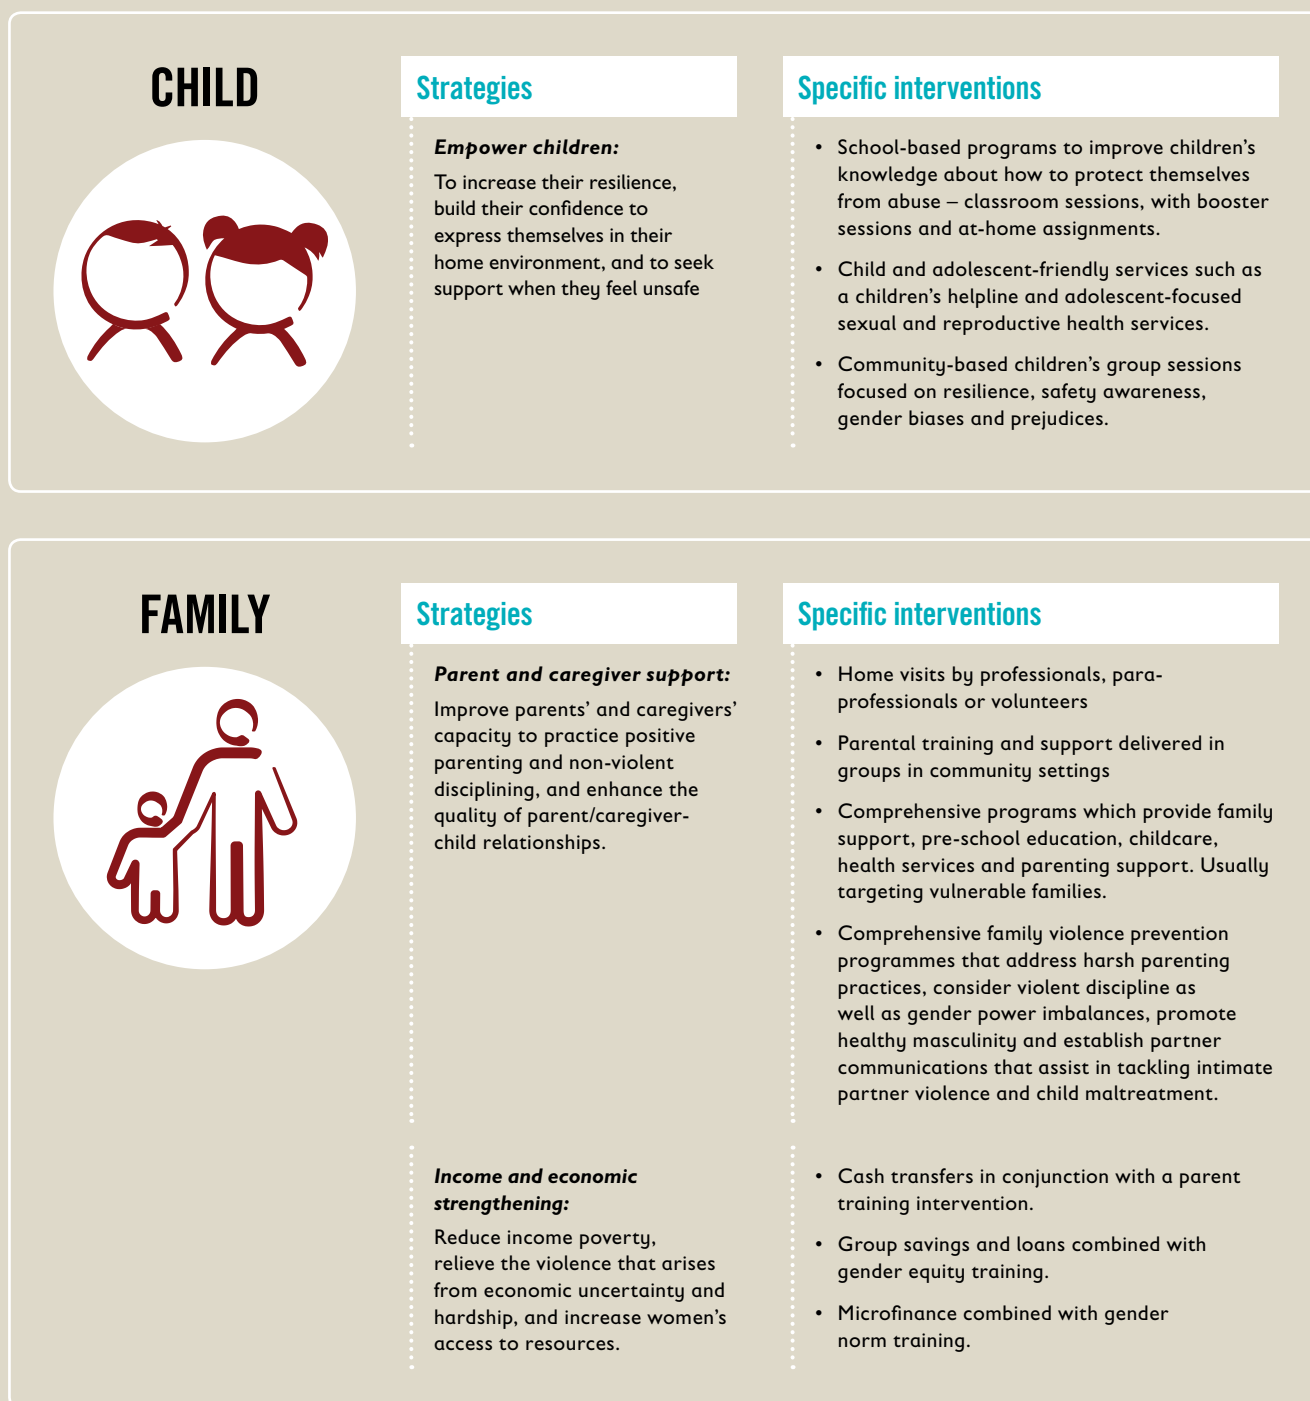 CHILD
Strategies
Empower children:
To increase their resilience,
build their confidence to
express themselves in their
home environment, and to seek
support when they feel unsafe
Specific interventions
• School-based programs to improve children’s
knowledge about how to protect themselves
from abuse – classroom sessions, with booster
sessions and at-home assignments.
• Child and adolescent-friendly services such as
a children’s helpline and adolescent-focused
sexual and reproductive health services.
• Community-based children’s group sessions
focused on resilience, safety awareness,
gender biases and prejudices.
FAMILY
Strategies
Specific interventions
Parent and caregiver support:
Improve parents’ and caregivers’
capacity to practice positive
parenting and non-violent
disciplining, and enhance the
quality of parent/caregiver-
child relationships.
• Home visits by professionals, para-
professionals or volunteers
• Parental training and support delivered in
groups in community settings
• Comprehensive programs which provide family
support, pre-school education, childcare,
health services and parenting support. Usually
targeting vulnerable families.
• Comprehensive family violence prevention
programmes that address harsh parenting
practices, consider violent discipline as
well as gender power imbalances, promote
healthy masculinity and establish partner
communications that assist in tackling intimate
partner violence and child maltreatment.
Income and economic
strengthening:
Reduce income poverty,
relieve the violence that arises
from economic uncertainty and
hardship, and increase women’s
access to resources.
• Cash transfers in conjunction with a parent
training intervention.
• Group savings and loans combined with
gender equity training.
• Microfinance combined with gender
norm training.